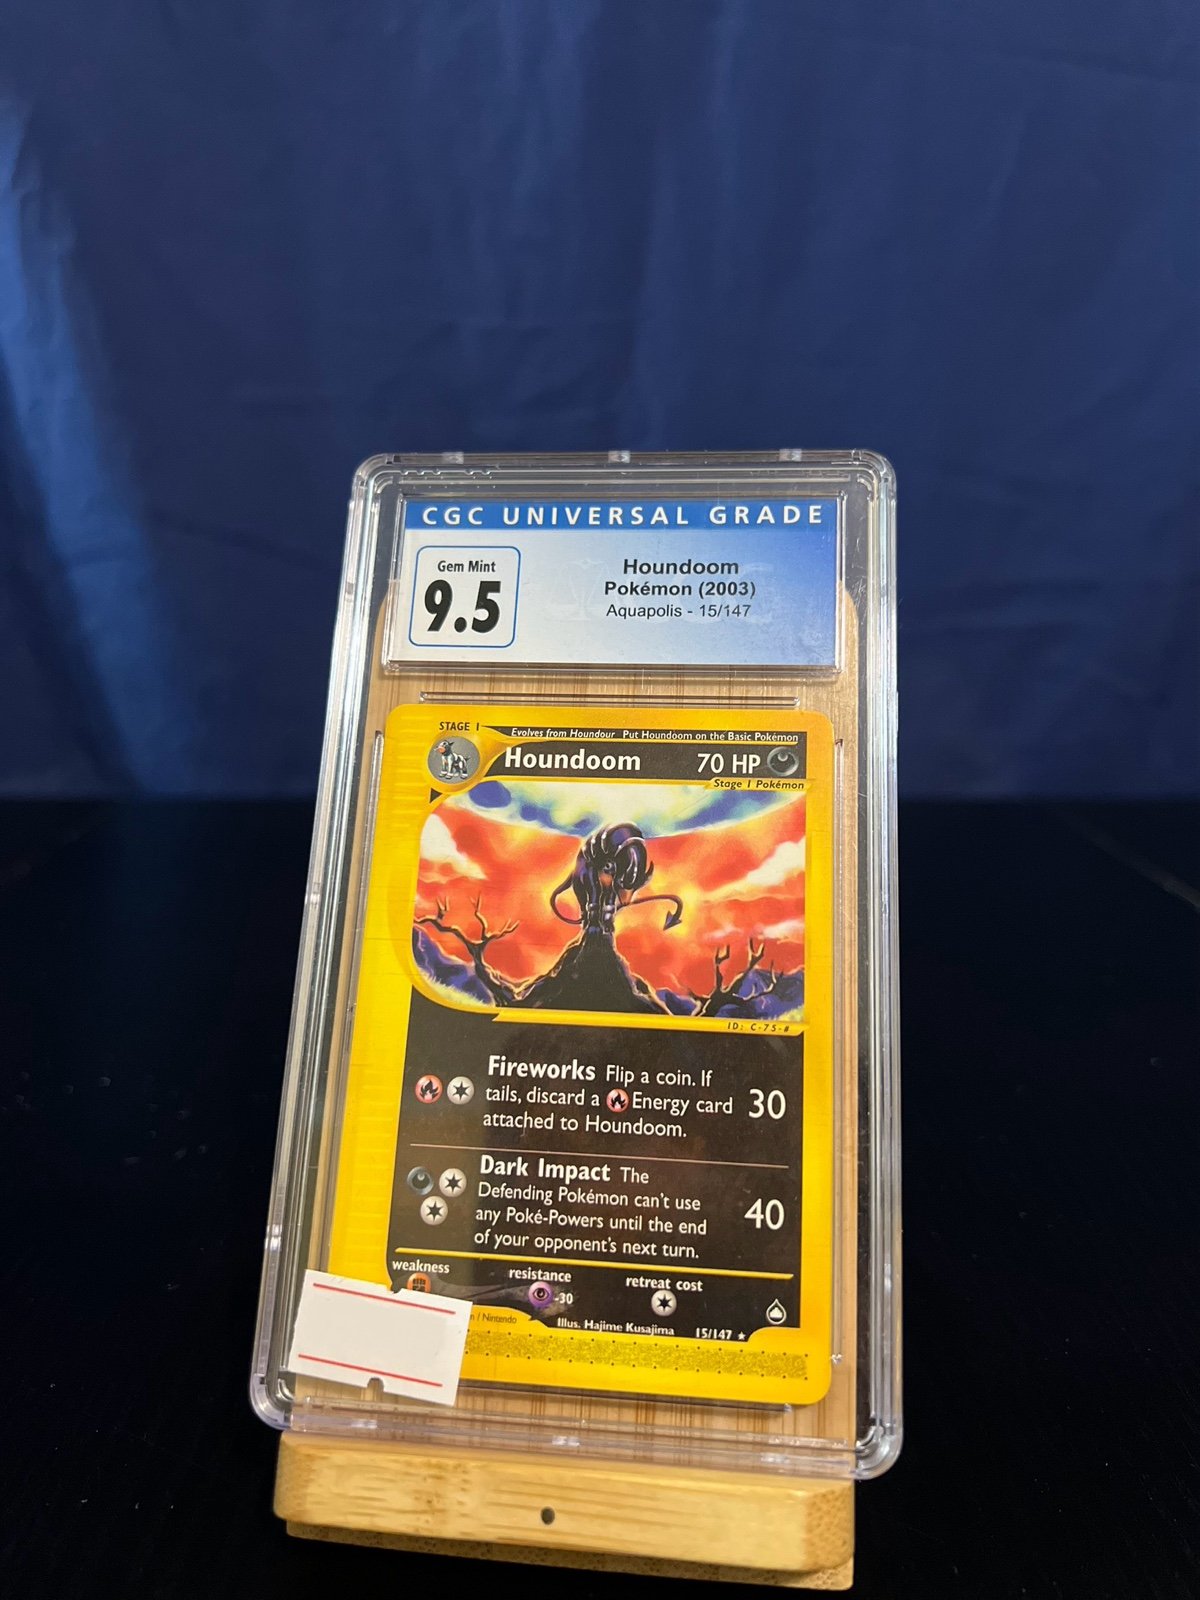 CGC UNIVERSAL GRADE
Gem Mint
9.5
Houndoom
Pokémon (2003)
Aquapolis - 15/147
STAGE 1
Evolves from Houndour Put Houndoom on the Basic Pokémon
Houndoom 70 HP
Stage 1 Pokémon
ID: C-75-#
Fireworks Flip a coin. If
tails, discard a Energy card 30
attached to Houndoom.
Dark Impact The
Defending Pokémon can't use
any Poké-Powers until the end 40
of your opponent's next turn.
weakness resistance retreat cost
-30
/ Nintendo Illus. Hajime Kusajima 15/147 ★